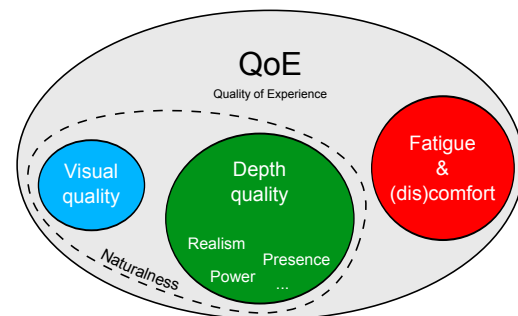 QoE
Quality of Experience
Visual
quality
Depth
quality
Realism
Presence
Power
...
Fatigue
&
(dis)comfort
Naturalness